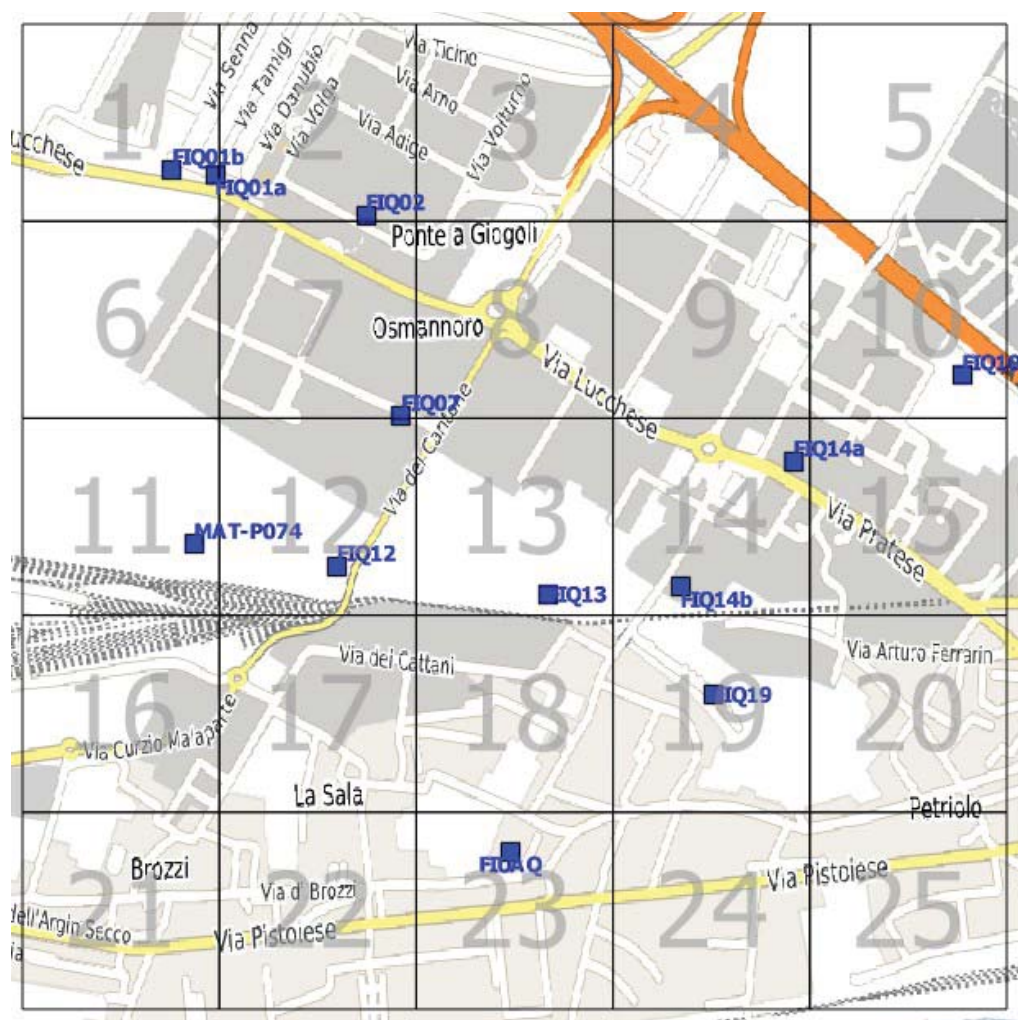 Via Senna
Via Tamigi
Via Danubio
Via Volga
Via Ticino
Via Arno
Via Adige
Via Volturno
1
2
3
4
5
ucchese
FIQ01b
FIQ01a
FIQ02
Ponte a Giogoli
6
7
8
9
10
Osmannoro
Via Lucchese
FIQ07
Via del Cantone
FIQ14a
11
12
13
14
15
MAT-P074
FIQ12
Via Pratese
FIQ13
FIQ14b
Via dei Cattani
Via Arturo Ferrarin
16
17
18
19
20
FIQ19
Via Curzio Malaparte
La Sala
Petriolo
Brozzi
Via di Brozzi
Via Pistoiese
21
22
23
24
25
dell'Argin Secco
Via Pistoiese